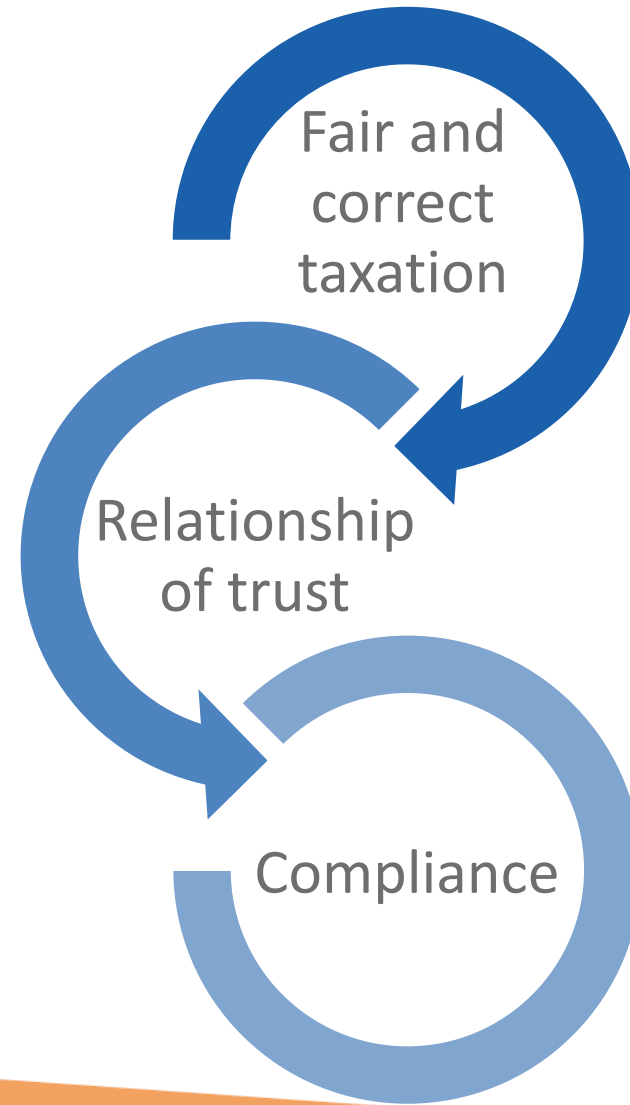 Fair and
correct
taxation
Relationship
of trust
Compliance